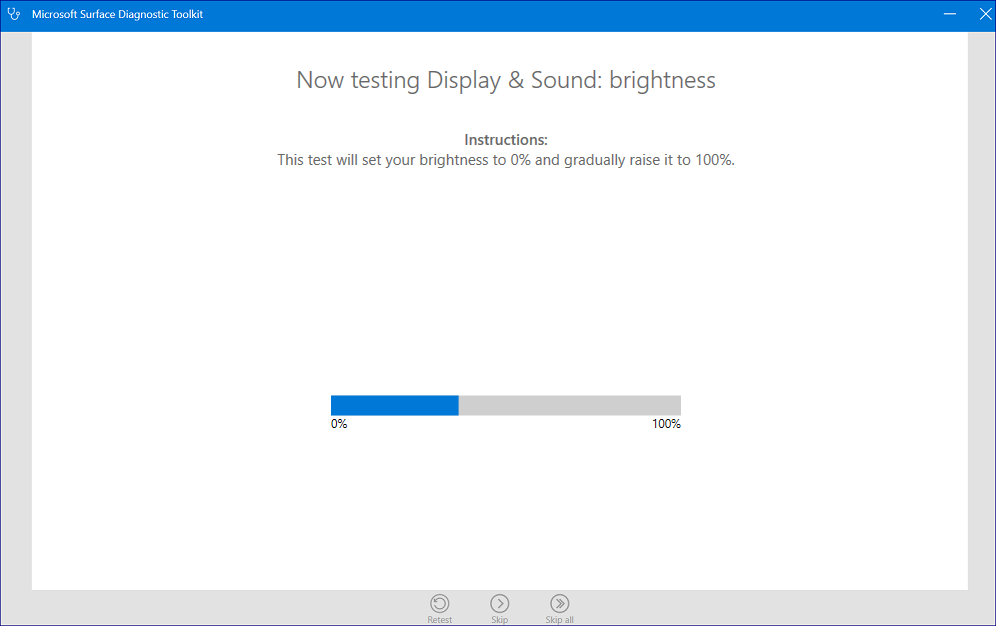 Microsoft Surface Diagnostic Toolkit
Now testing Display & Sound: brightness
Instructions:
This test will set your brightness to 0% and gradually raise it to 100%.
0% 100%
Retest Skip Skip all